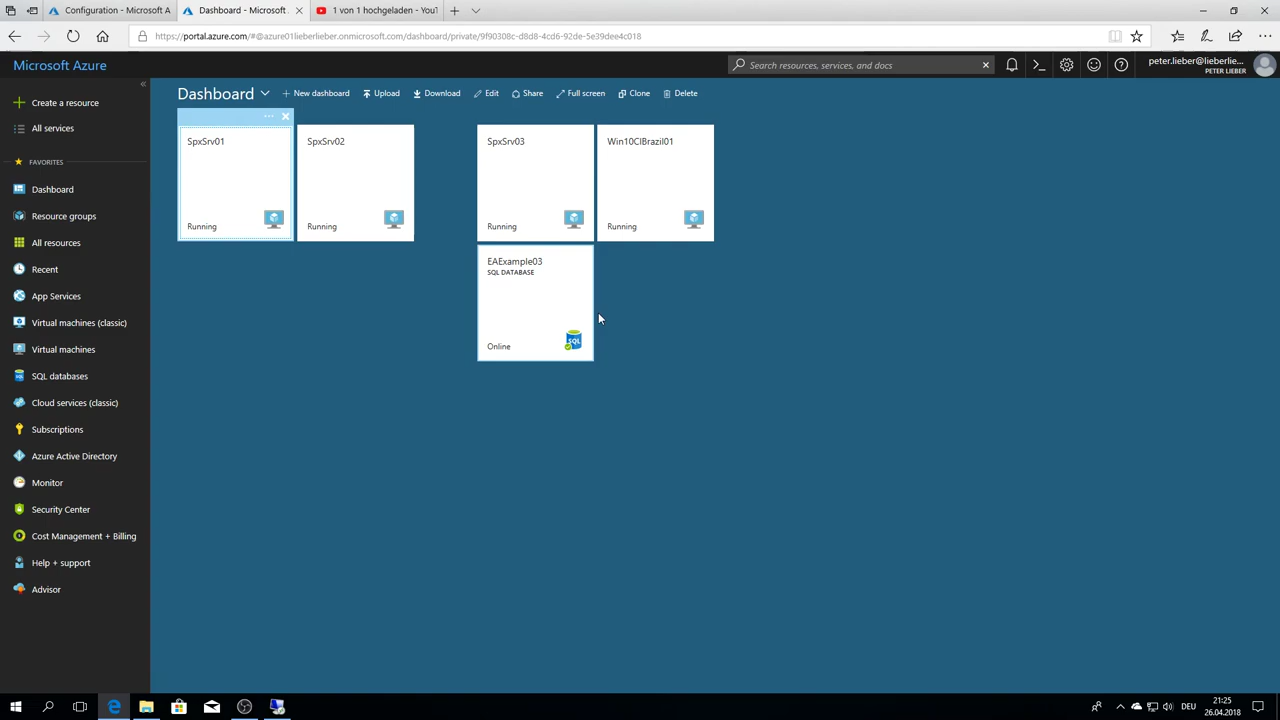 Configuration - Microsoft A
Dashboard - Microsoft
1 von 1 hochgeladen - YouT
https://portal.azure.com/#@azure01lieberlieber.onmicrosoft.com/dashboard/private/9f90308c-d8d8-4cd6-92de-5e39dee4c018
Microsoft Azure
Search resources, services, and docs
peter.lieber@lieberlie...
PETER LIEBER
Dashboard
New dashboard
Upload
Download
Edit
Share
Full screen
Clone
Delete
Create a resource
All services
FAVORITES
Dashboard
Resource groups
All resources
Recent
App Services
Virtual machines (classic)
Virtual machines
SQL databases
Cloud services (classic)
Subscriptions
Azure Active Directory
Monitor
Security Center
Cost Management + Billing
Help + support
Advisor
SpxSrv01
Running
SpxSrv02
Running
SpxSrv03
Running
Win10ClBrazil01
Running
EAExample03
SQL DATABASE
SQL
Online
DEU
21:25
26.04.2018